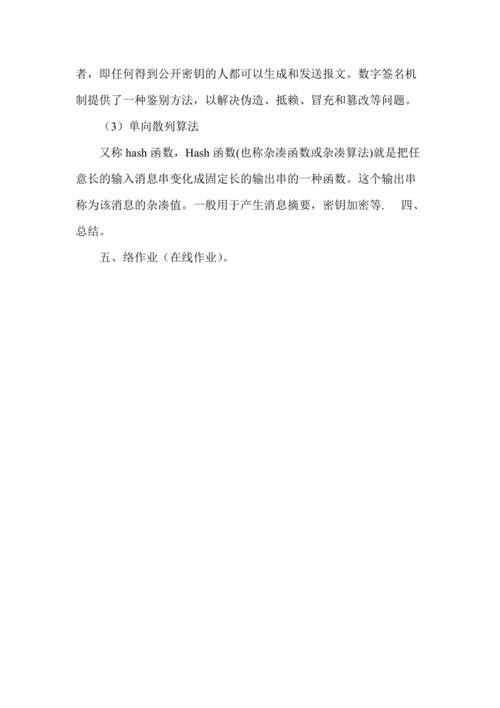 者，即任何得到公开密钥的人都可以生成和发送报文。数字签名机
制提供了一种鉴别方法，以解决伪造、抵赖、冒充和篡改等问题。
（3）单向散列算法
又称 hash 函数，Hash 函数(也称杂凑函数或杂凑算法)就是把任
意长的输入消息串变化成固定长的输出串的一种函数。这个输出串
称为该消息的杂凑值。一般用于产生消息摘要，密钥加密等.　四、
总结。
五、络作业（在线作业）。